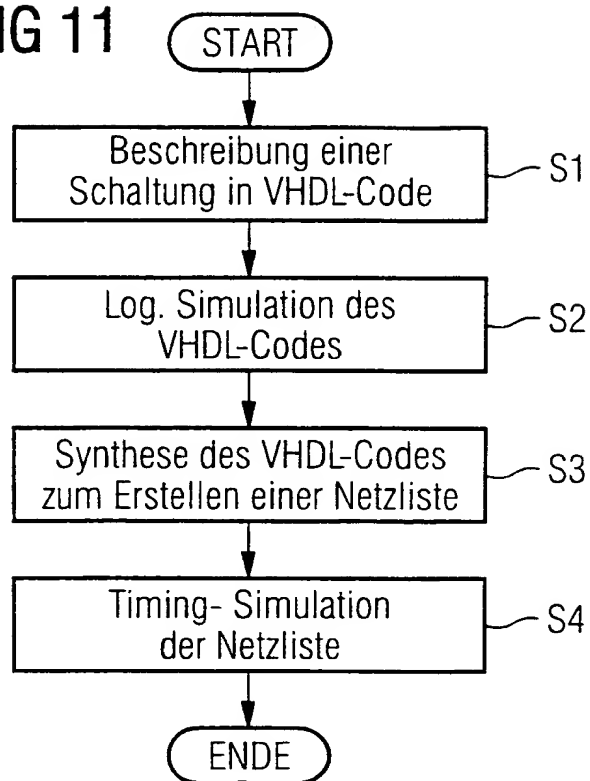 IG 11
START
Beschreibung einer
Schaltung in VHDL-Code
S1
Log. Simulation des
VHDL-Codes
S2
Synthese des VHDL-Codes
zum Erstellen einer Netzliste
S3
Timing- Simulation
der Netzliste
S4
ENDE